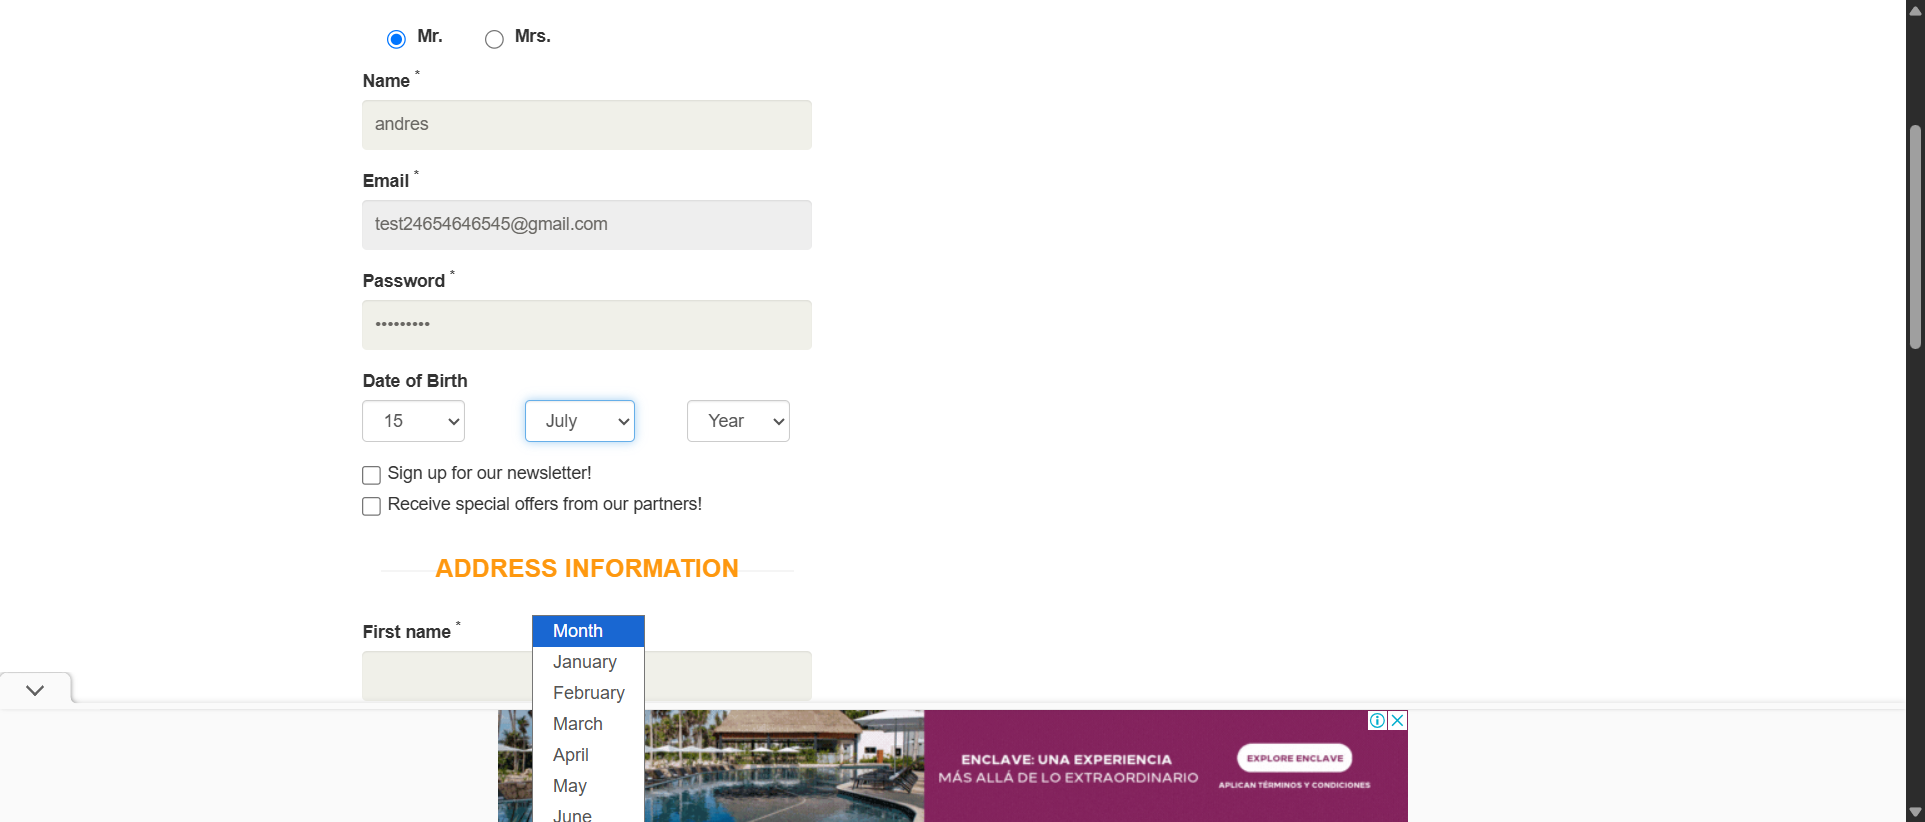 Mr.
Mrs.
Name *
andres
Email *
test24654646545@gmail.com
Password *
•••••••••
Date of Birth
15
July
Year
Sign up for our newsletter!
Receive special offers from our partners!
ADDRESS INFORMATION
First name *
Month
January
February
March
April
May
June
ENCLAVE: UNA EXPERIENCIA
MÁS ALLÁ DE LO EXTRAORDINARIO
EXPLORE ENCLAVE
APLICAN TÉRMINOS Y CONDICIONES